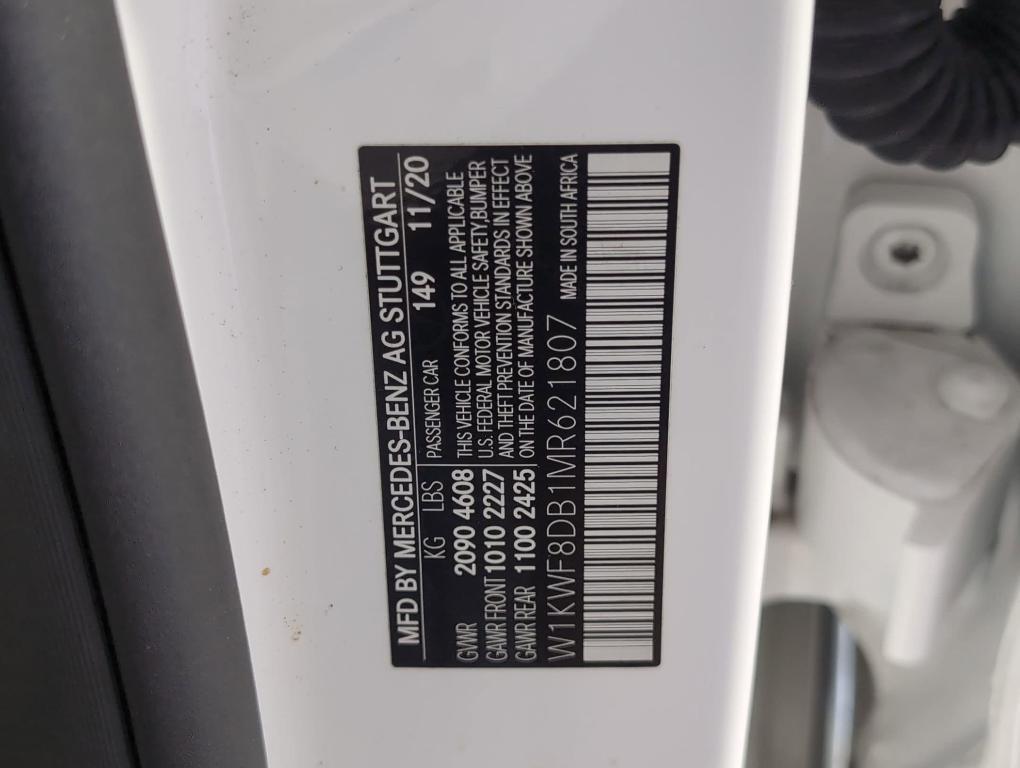 MFD BY MERCEDES-BENZ AG STUTTGART
KG LBS PASSENGER CAR 149 11/20
GVWR 2090 4608 THIS VEHICLE CONFORMS TO ALL APPLICABLE
GAWR FRONT 1010 2227 U.S. FEDERAL MOTOR VEHICLE SAFETY, BUMPER
AND THEFT PREVENTION STANDARDS IN EFFECT
GAWR REAR 1100 2425 ON THE DATE OF MANUFACTURE SHOWN ABOVE
W1KWF8DB1MR621807 MADE IN SOUTH AFRICA